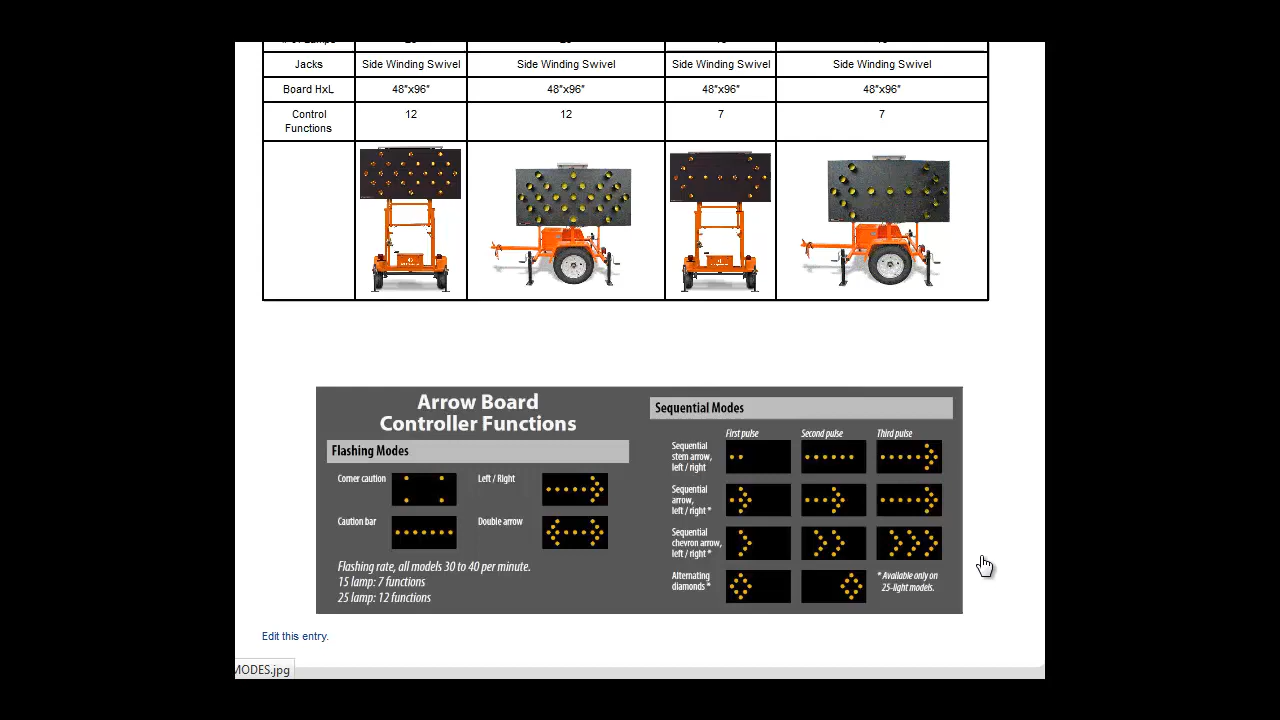 Jacks Side Winding Swivel Side Winding Swivel Side Winding Swivel Side Winding Swivel
Board HxL 48"x96" 48"x96" 48"x96" 48"x96"
Control 12 12 7 7
Functions
Arrow Board
Controller Functions
Flashing Modes
Corner caution
Left / Right
Caution bar
Double arrow
Flashing rate, all models 30 to 40 per minute.
15 lamp: 7 functions
25 lamp: 12 functions
Sequential Modes
First pulse Second pulse Third pulse
Sequential
stem arrow,
left / right
Sequential
arrow,
left / right *
Sequential
chevron arrow,
left / right *
Alternating
diamonds *
* Available only on
25-light models.
Edit this entry.
MODES.jpg